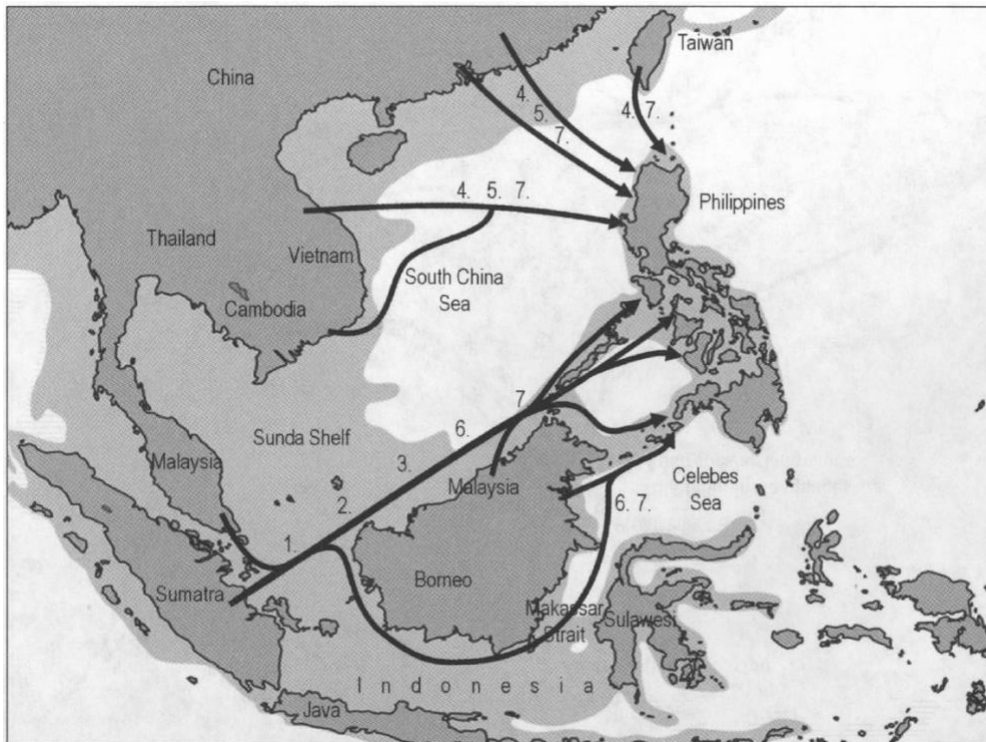 Taiwan
China
4.
5.
7.
4. 7.
Philippines
4. 5. 7.
Thailand
Vietnam
South China
Sea
Cambodia
7.
6.
Sunda Shelf
3.
Malaysia
Malaysia
Celebes
Sea
2.
6. 7.
1.
Borneo
Sumatra
Makassar
Strait
Sulawesi
Indonesia
Java